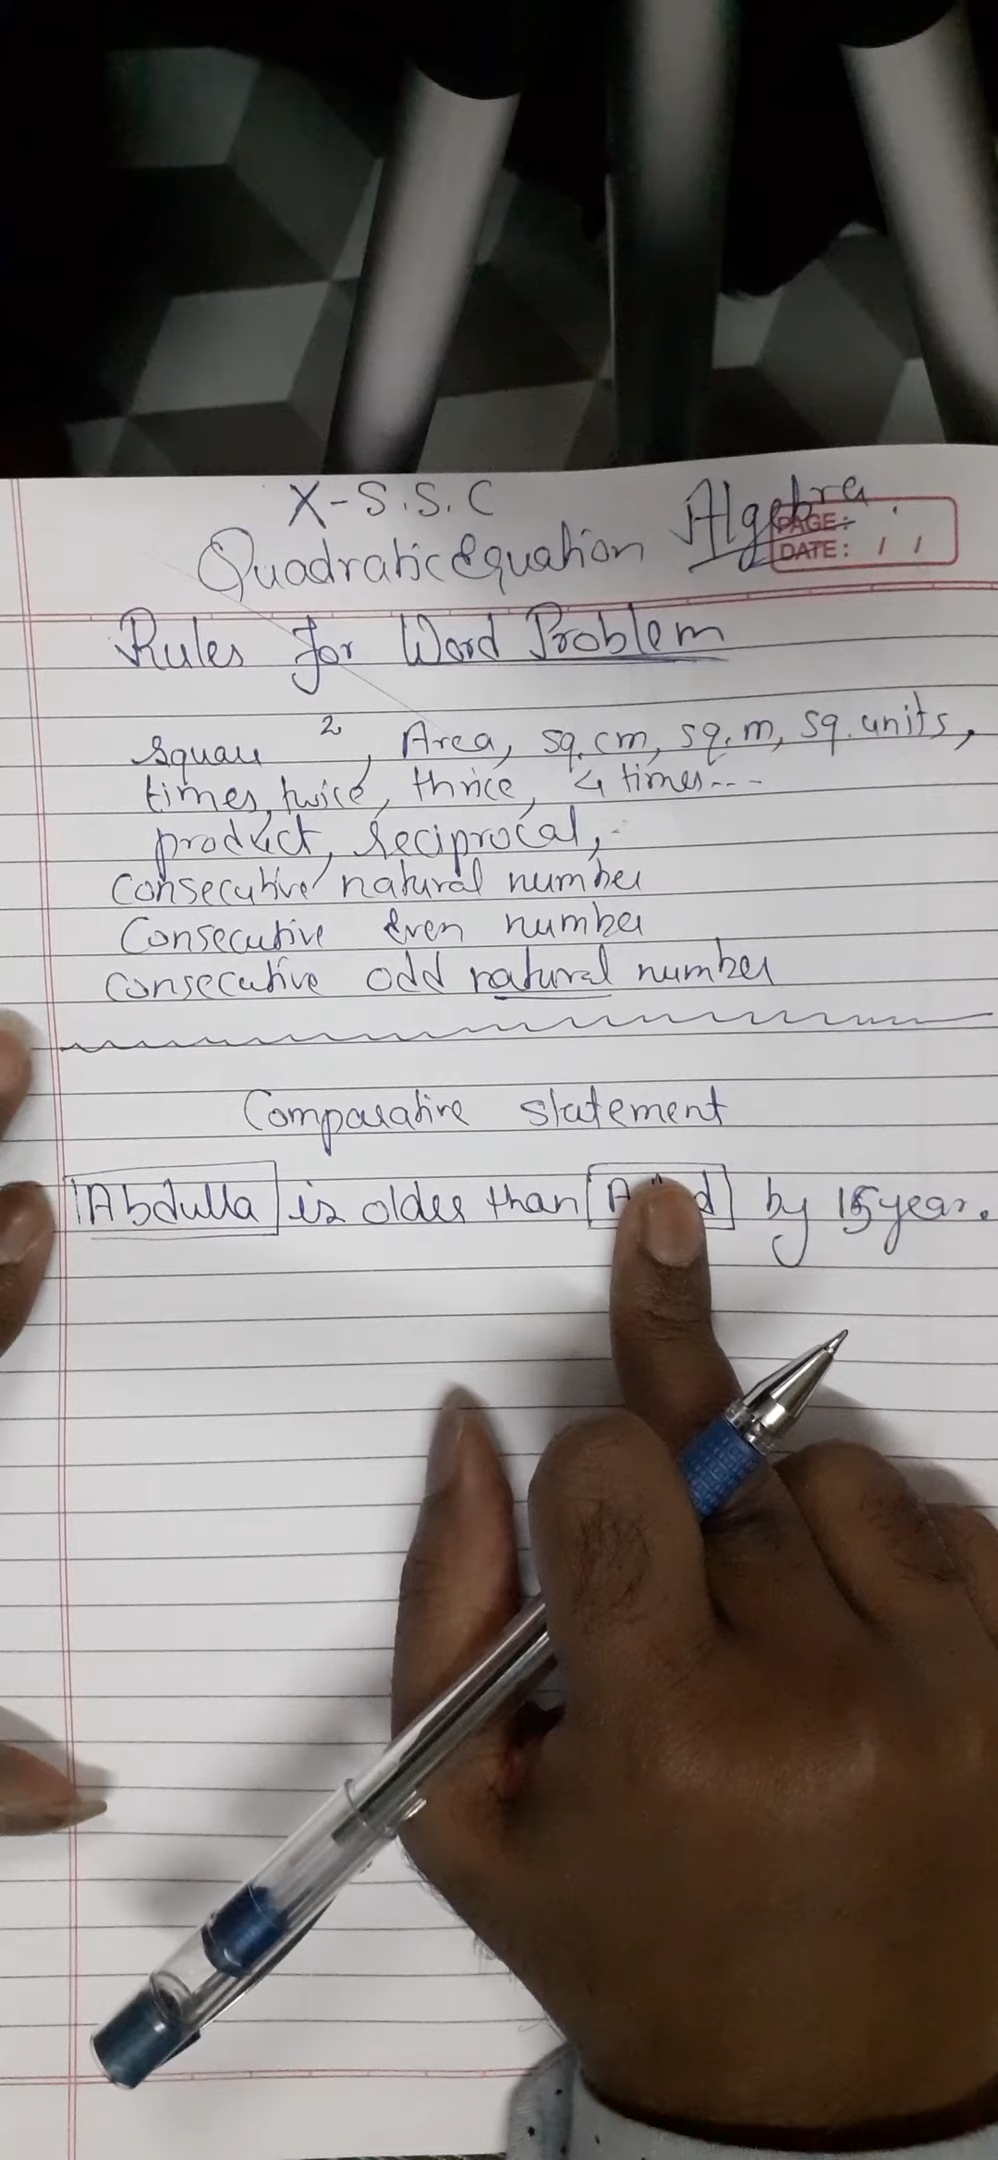 X-S.S.C
Algebra
Quadratic Equation
PAGE:
DATE: / /
Rules for Word Problem
square ², Area, sq.cm, sq.m, sq.units,
times, twice, thrice, 4 times---
product, reciprocal,
Consecutive natural number
Consecutive Even number
consecutive odd natural number
Comparative statement
Abdulla is older than by 15 year.